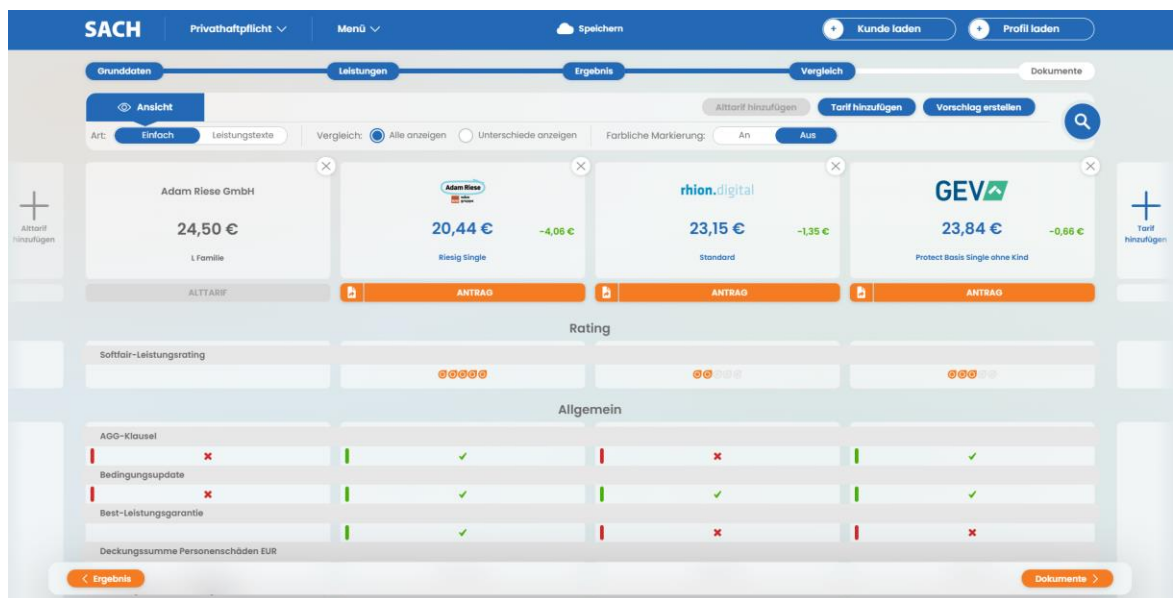 SACH Privathaftpflicht Menü Speichern Kunde laden Profil laden
Grunddaten Leistungen Ergebnis Vergleich Dokumente
Ansicht Alttarif hinzufügen Tarif hinzufügen Vorschlag erstellen
Art: Einfach Leistungstexte Vergleich: Alle anzeigen Unterschiede anzeigen Farbliche Markierung: An Aus
Alttarif hinzufügen
Adam Riese GmbH
24,50 €
L Familie
ALTTARIF
Adam Riese
20,44 € -4,06 €
Riesig Single
ANTRAG
rhion.digital
23,15 € -1,35 €
Standard
ANTRAG
GEV
23,84 € -0,66 €
Protect Basis Single ohne Kind
ANTRAG
Tarif hinzufügen
Rating
Softfair-Leistungsrating
Allgemein
AGG-Klausel
Bedingungsupdate
Best-Leistungsgarantie
Deckungssumme Personenschäden EUR
< Ergebnis Dokumente >